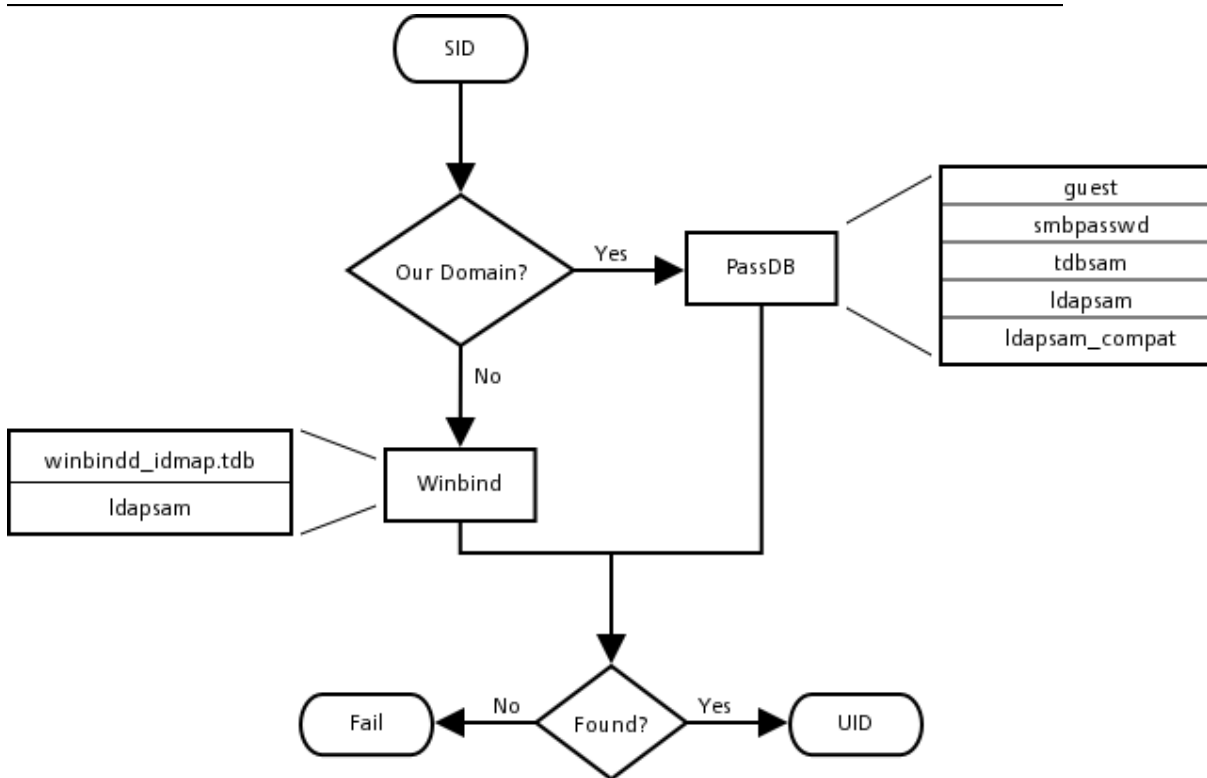 SID
guest
smbpasswd
tdbsam
ldapsam
ldapsam_compat
Our Domain?
Yes
PassDB
No
winbindd_idmap.tdb
ldapsam
Winbind
Fail
No
Found?
Yes
UID